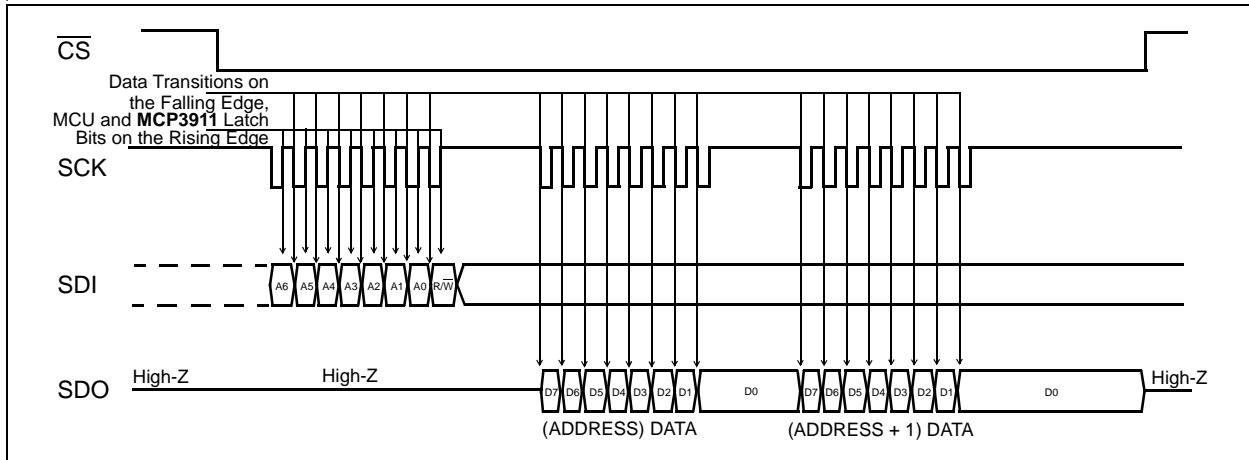 CS
Data Transitions on
the Falling Edge,
MCU and MCP3911 Latch
Bits on the Rising Edge
SCK
SDI
A6 A5 A4 A3 A2 A1 A0 R/W
SDO
High-Z
High-Z
D7 D6 D5 D4 D3 D2 D1 D0
D7 D6 D5 D4 D3 D2 D1 D0
High-Z
(ADDRESS) DATA
(ADDRESS + 1) DATA